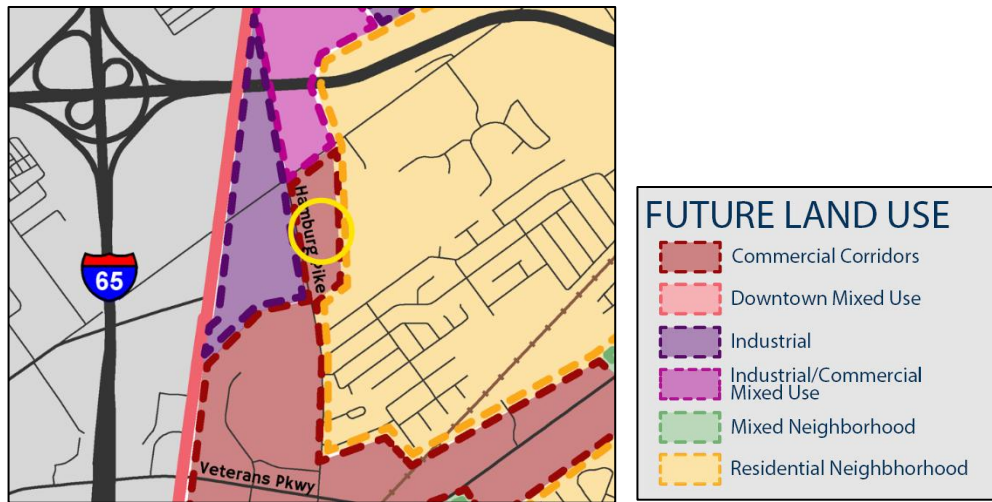 Hamburg Pike
65
Veterans Pkwy
FUTURE LAND USE
Commercial Corridors
Downtown Mixed Use
Industrial
Industrial/Commercial
Mixed Use
Mixed Neighborhood
Residential Neighbhorhood